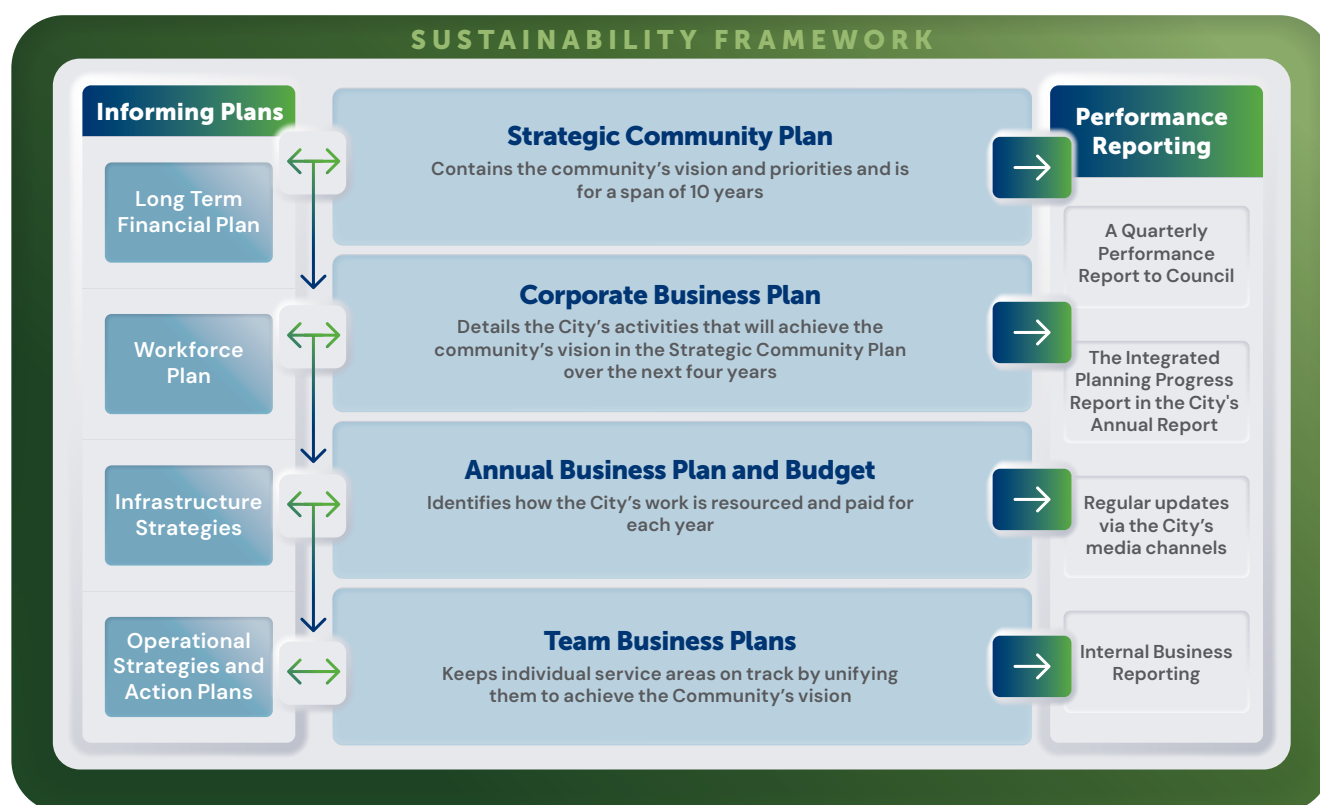 SUSTAINABILITY FRAMEWORK
Informing Plans
Long Term
Financial Plan
Workforce
Plan
Infrastructure
Strategies
Operational
Strategies and
Action Plans
Strategic Community Plan
Contains the community’s vision and priorities and is
for a span of 10 years
Corporate Business Plan
Details the City’s activities that will achieve the
community’s vision in the Strategic Community Plan
over the next four years
Annual Business Plan and Budget
Identifies how the City’s work is resourced and paid for
each year
Team Business Plans
Keeps individual service areas on track by unifying
them to achieve the Community’s vision
Performance
Reporting
A Quarterly
Performance
Report to Council
The Integrated
Planning Progress
Report in the City's
Annual Report
Regular updates
via the City’s
media channels
Internal Business
Reporting